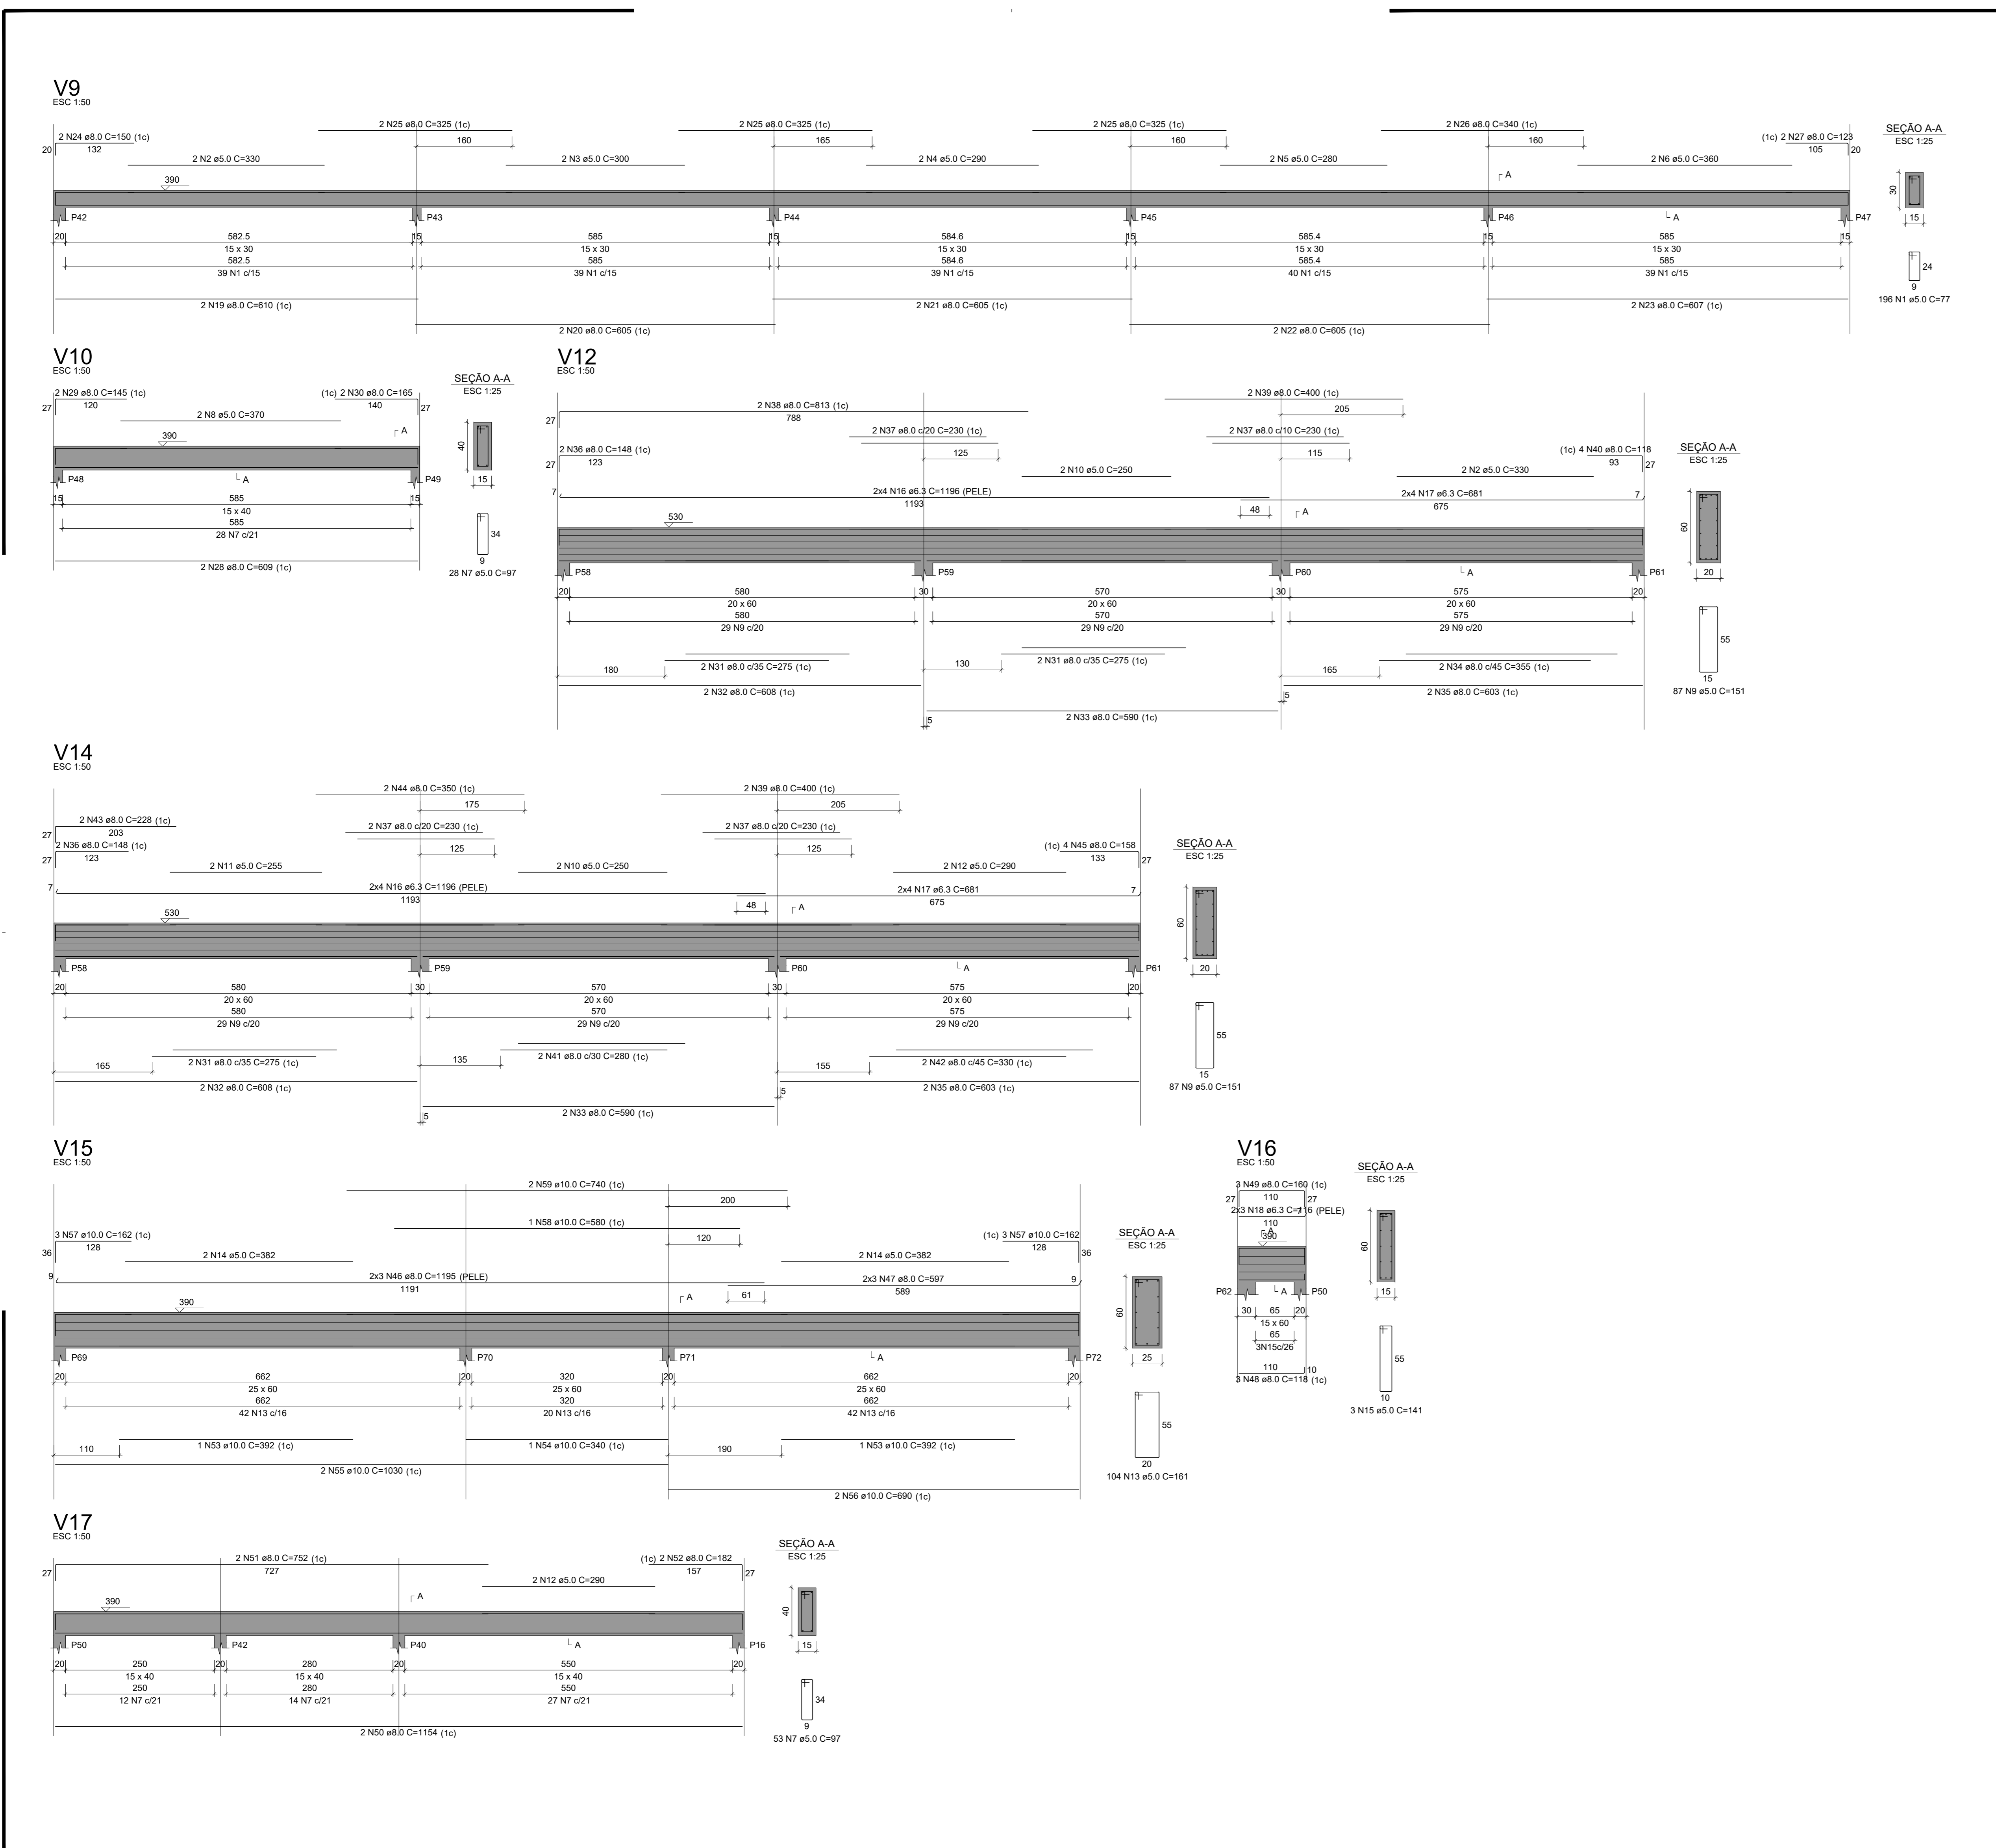 V9
ESC 1:50
2 N25 ø8.0 C=325 (1c)
160
2 N25 ø8.0 C=325 (1c)
165
2 N25 ø8.0 C=325 (1c)
160
2 N26 ø8.0 C=340 (1c)
160
2 N24 ø8.0 C=150 (1c)
20
132
(1c) 2 N27 ø8.0 C=123
105
20
2 N2 ø5.0 C=330
2 N3 ø5.0 C=300
2 N4 ø5.0 C=290
2 N5 ø5.0 C=280
2 N6 ø5.0 C=360
390
A
P42
P43
P44
P45
P46
A
P47
20
582.5
15
585
15
584.6
15
585.4
15
585
15
15 x 30
15 x 30
15 x 30
15 x 30
15 x 30
582.5
585
584.6
585.4
585
39 N1 c/15
39 N1 c/15
39 N1 c/15
40 N1 c/15
39 N1 c/15
2 N19 ø8.0 C=610 (1c)
2 N21 ø8.0 C=605 (1c)
2 N23 ø8.0 C=607 (1c)
2 N20 ø8.0 C=605 (1c)
2 N22 ø8.0 C=605 (1c)
SEÇÃO A-A
ESC 1:25
30
15
24
9
196 N1 ø5.0 C=77
V10
ESC 1:50
2 N29 ø8.0 C=145 (1c)
(1c) 2 N30 ø8.0 C=165
27
120
140
27
2 N8 ø5.0 C=370
390
A
P48
A
P49
15
585
15
15 x 40
585
28 N7 c/21
2 N28 ø8.0 C=609 (1c)
SEÇÃO A-A
ESC 1:25
40
15
34
9
28 N7 ø5.0 C=97
V12
ESC 1:50
2 N39 ø8.0 C=400 (1c)
205
2 N38 ø8.0 C=813 (1c)
27
788
2 N37 ø8.0 c/20 C=230 (1c)
125
2 N37 ø8.0 c/10 C=230 (1c)
115
2 N36 ø8.0 C=148 (1c)
27
123
(1c) 4 N40 ø8.0 C=118
93
27
2 N10 ø5.0 C=250
2 N2 ø5.0 C=330
7
2x4 N16 ø6.3 C=1196 (PELE)
1193
2x4 N17 ø6.3 C=681
7
675
48
A
530
P58
P59
P60
A
P61
20
580
30
570
30
575
20
20 x 60
20 x 60
20 x 60
580
570
575
29 N9 c/20
29 N9 c/20
29 N9 c/20
180
2 N31 ø8.0 c/35 C=275 (1c)
130
2 N31 ø8.0 c/35 C=275 (1c)
165
2 N34 ø8.0 c/45 C=355 (1c)
2 N32 ø8.0 C=608 (1c)
5
2 N35 ø8.0 C=603 (1c)
5
2 N33 ø8.0 C=590 (1c)
SEÇÃO A-A
ESC 1:25
60
20
55
15
87 N9 ø5.0 C=151
V14
ESC 1:50
2 N44 ø8.0 C=350 (1c)
175
2 N39 ø8.0 C=400 (1c)
205
2 N43 ø8.0 C=228 (1c)
27
203
2 N37 ø8.0 c/20 C=230 (1c)
125
2 N37 ø8.0 c/20 C=230 (1c)
125
2 N36 ø8.0 C=148 (1c)
27
123
(1c) 4 N45 ø8.0 C=158
133
27
2 N11 ø5.0 C=255
2 N10 ø5.0 C=250
2 N12 ø5.0 C=290
7
2x4 N16 ø6.3 C=1196 (PELE)
1193
2x4 N17 ø6.3 C=681
7
675
48
A
530
P58
P59
P60
A
P61
20
580
30
570
30
575
20
20 x 60
20 x 60
20 x 60
580
570
575
29 N9 c/20
29 N9 c/20
29 N9 c/20
165
2 N31 ø8.0 c/35 C=275 (1c)
135
2 N41 ø8.0 c/30 C=280 (1c)
155
2 N42 ø8.0 c/45 C=330 (1c)
2 N32 ø8.0 C=608 (1c)
5
2 N35 ø8.0 C=603 (1c)
5
2 N33 ø8.0 C=590 (1c)
SEÇÃO A-A
ESC 1:25
60
20
55
15
87 N9 ø5.0 C=151
V15
ESC 1:50
2 N59 ø10.0 C=740 (1c)
200
1 N58 ø10.0 C=580 (1c)
120
3 N57 ø10.0 C=162 (1c)
36
128
(1c) 3 N57 ø10.0 C=162
128
36
2 N14 ø5.0 C=382
2 N14 ø5.0 C=382
9
2x3 N46 ø8.0 C=1195 (PELE)
1191
2x3 N47 ø8.0 C=597
9
589
61
A
390
P69
P70
P71
A
P72
20
662
20
320
20
662
20
25 x 60
25 x 60
25 x 60
662
320
662
42 N13 c/16
20 N13 c/16
42 N13 c/16
110
1 N53 ø10.0 C=392 (1c)
1 N54 ø10.0 C=340 (1c)
190
1 N53 ø10.0 C=392 (1c)
2 N55 ø10.0 C=1030 (1c)
2 N56 ø10.0 C=690 (1c)
SEÇÃO A-A
ESC 1:25
60
25
55
20
104 N13 ø5.0 C=161
V16
ESC 1:50
3 N49 ø8.0 C=160 (1c)
27
110
27
2x3 N18 ø6.3 C=116 (PELE)
7
110
A
390
P62
A
P50
30
65
20
15 x 60
65
3N15c/26
110
10
3 N48 ø8.0 C=118 (1c)
SEÇÃO A-A
ESC 1:25
60
15
55
10
3 N15 ø5.0 C=141
V17
ESC 1:50
2 N51 ø8.0 C=752 (1c)
27
727
(1c) 2 N52 ø8.0 C=182
157
27
2 N12 ø5.0 C=290
390
A
P50
P42
P40
A
P16
20
250
20
280
20
550
20
15 x 40
15 x 40
15 x 40
250
280
550
12 N7 c/21
14 N7 c/21
27 N7 c/21
2 N50 ø8.0 C=1154 (1c)
SEÇÃO A-A
ESC 1:25
40
15
34
9
53 N7 ø5.0 C=97